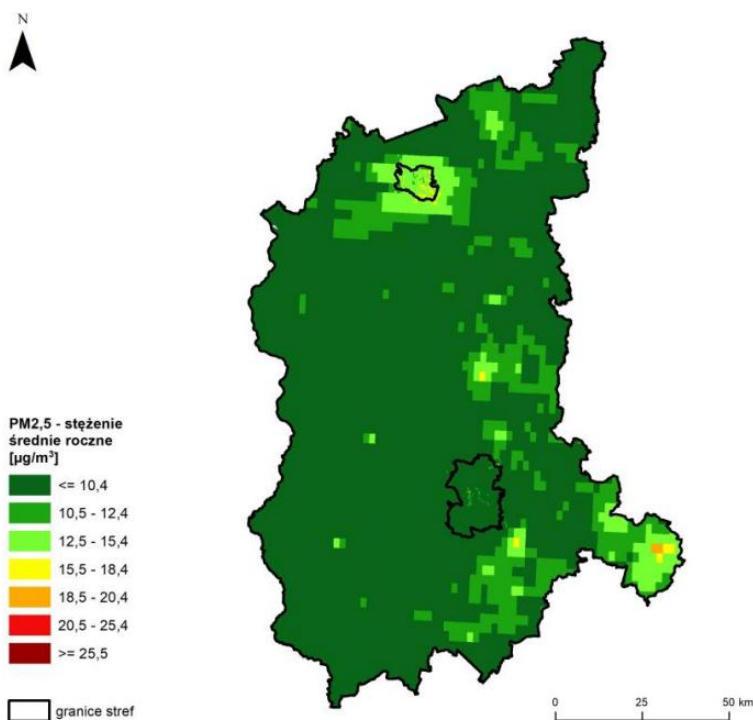 N
PM2,5 - stężenie
średnie roczne
[µg/m³]
<= 10,4
10,5 - 12,4
12,5 - 15,4
15,5 - 18,4
18,5 - 20,4
20,5 - 25,4
>= 25,5
granice stref
0 25 50 km